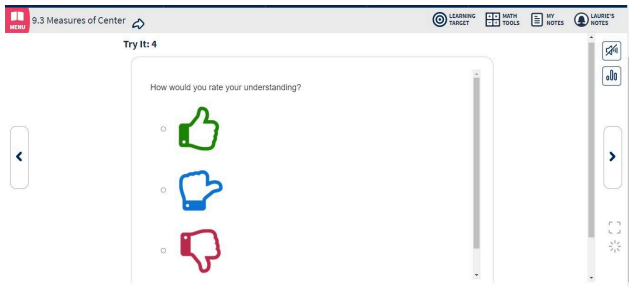 MENU
9.3 Measures of Center
LEARNING TARGET
MATH TOOLS
MY NOTES
LAURIE'S NOTES
Try It: 4
How would you rate your understanding?